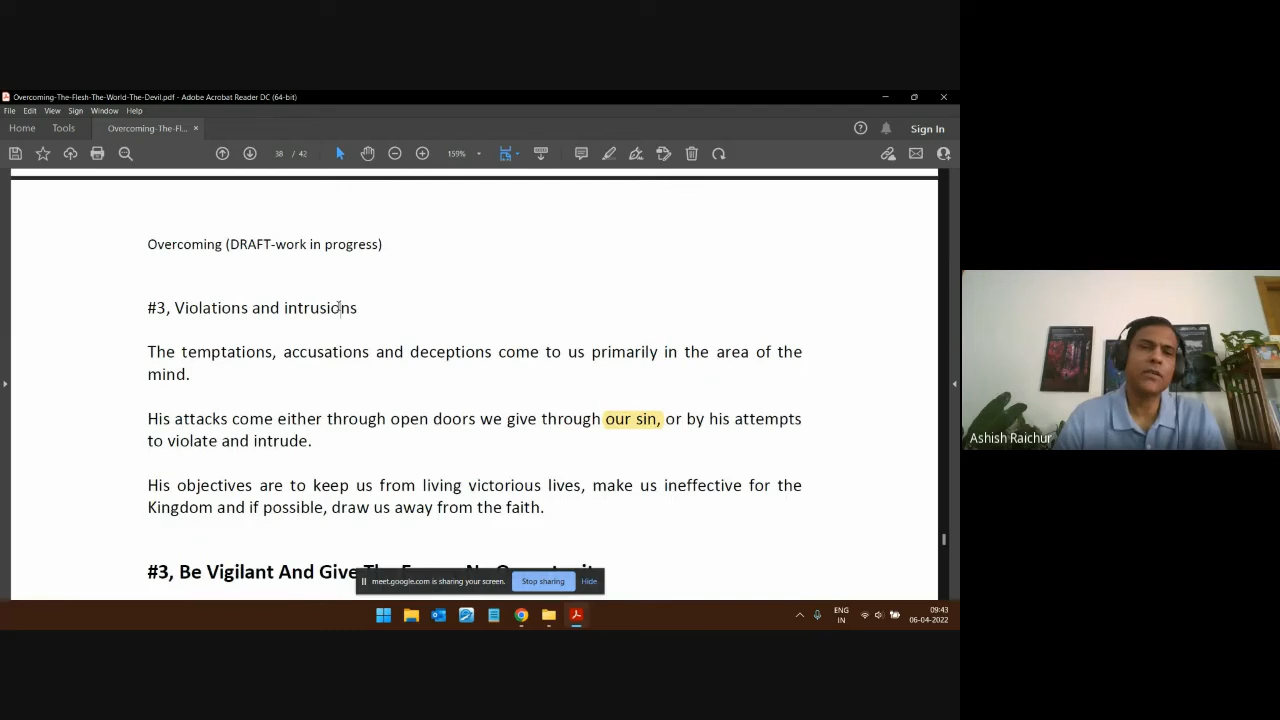 Overcoming-The-Flesh-The-World-The-Devil.pdf - Adobe Acrobat Reader DC (64-bit)
File Edit View Sign Window Help
Home Tools Overcoming-The-Fl... × Sign In
38 / 42 159%
Overcoming (DRAFT-work in progress)
#3, Violations and intrusions
The temptations, accusations and deceptions come to us primarily in the area of the
mind.
His attacks come either through open doors we give through our sin, or by his attempts
to violate and intrude.
His objectives are to keep us from living victorious lives, make us ineffective for the
Kingdom and if possible, draw us away from the faith.
#3, Be Vigilant And Give
meet.google.com is sharing your screen. Stop sharing Hide
Ashish Raichur
ENG
IN
09:43
06-04-2022